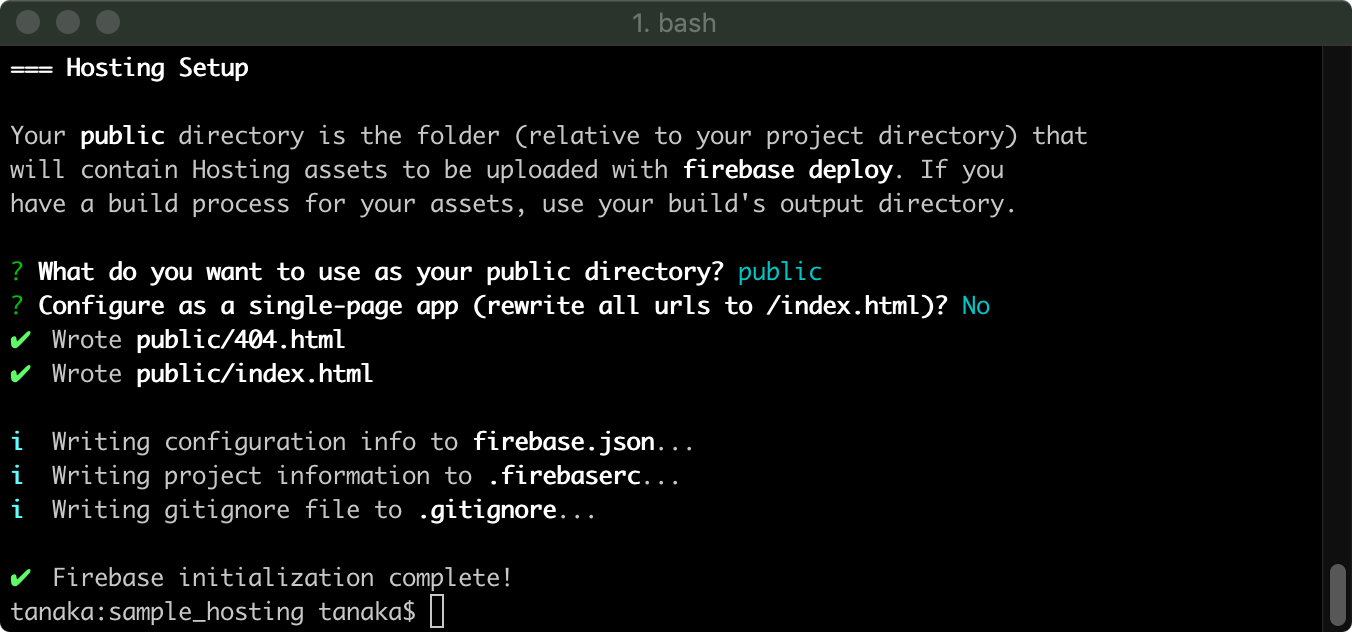 1. bash
=== Hosting Setup
Your public directory is the folder (relative to your project directory) that
will contain Hosting assets to be uploaded with firebase deploy. If you
have a build process for your assets, use your build's output directory.
? What do you want to use as your public directory? public
? Configure as a single-page app (rewrite all urls to /index.html)? No
✔ Wrote public/404.html
✔ Wrote public/index.html
i Writing configuration info to firebase.json...
i Writing project information to .firebaserc...
i Writing gitignore file to .gitignore...
✔ Firebase initialization complete!
tanaka:sample_hosting tanaka$